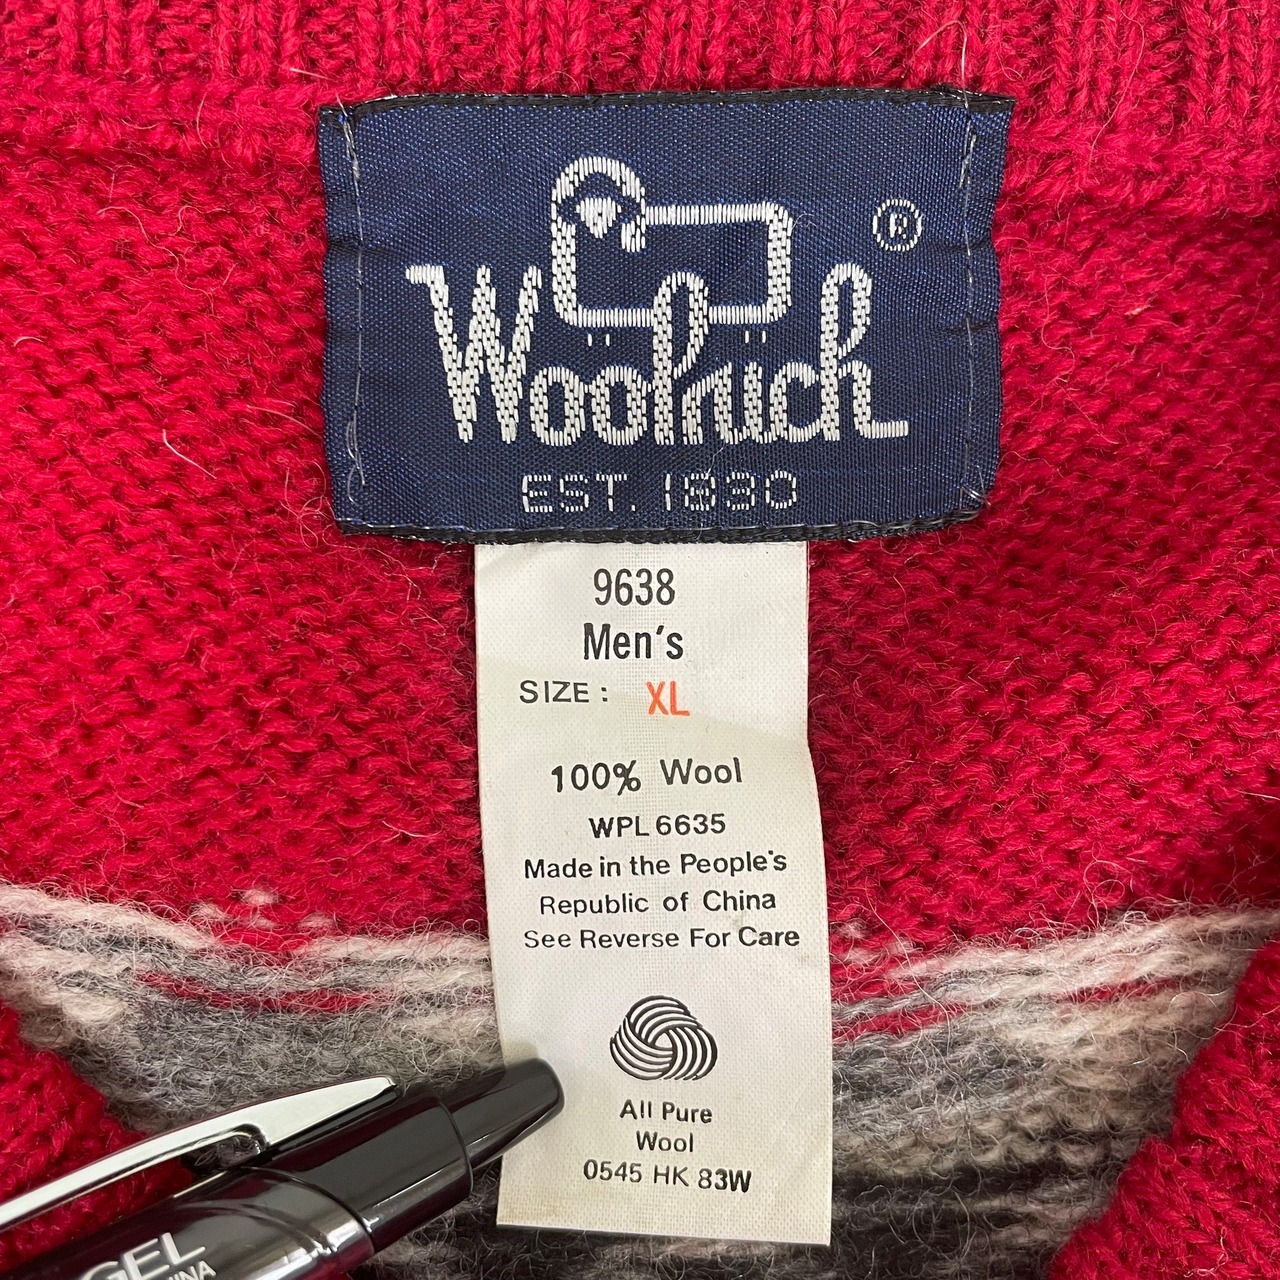 Woolrich ®
EST. 1830
9638
Men's
SIZE : XL
100% Wool
WPL 6635
Made in the People's
Republic of China
See Reverse For Care
All Pure
Wool
0545 HK 83W
GEL